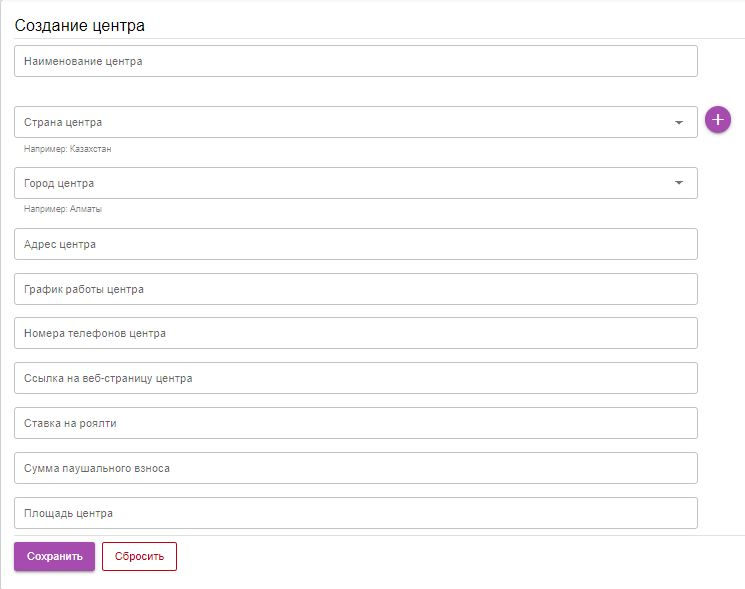 Создание центра
Наименование центра
Страна центра
Например: Казахстан
Город центра
Например: Алматы
Адрес центра
График работы центра
Номера телефонов центра
Ссылка на веб-страницу центра
Ставка на роялти
Сумма паушального взноса
Площадь центра
Сохранить Сбросить